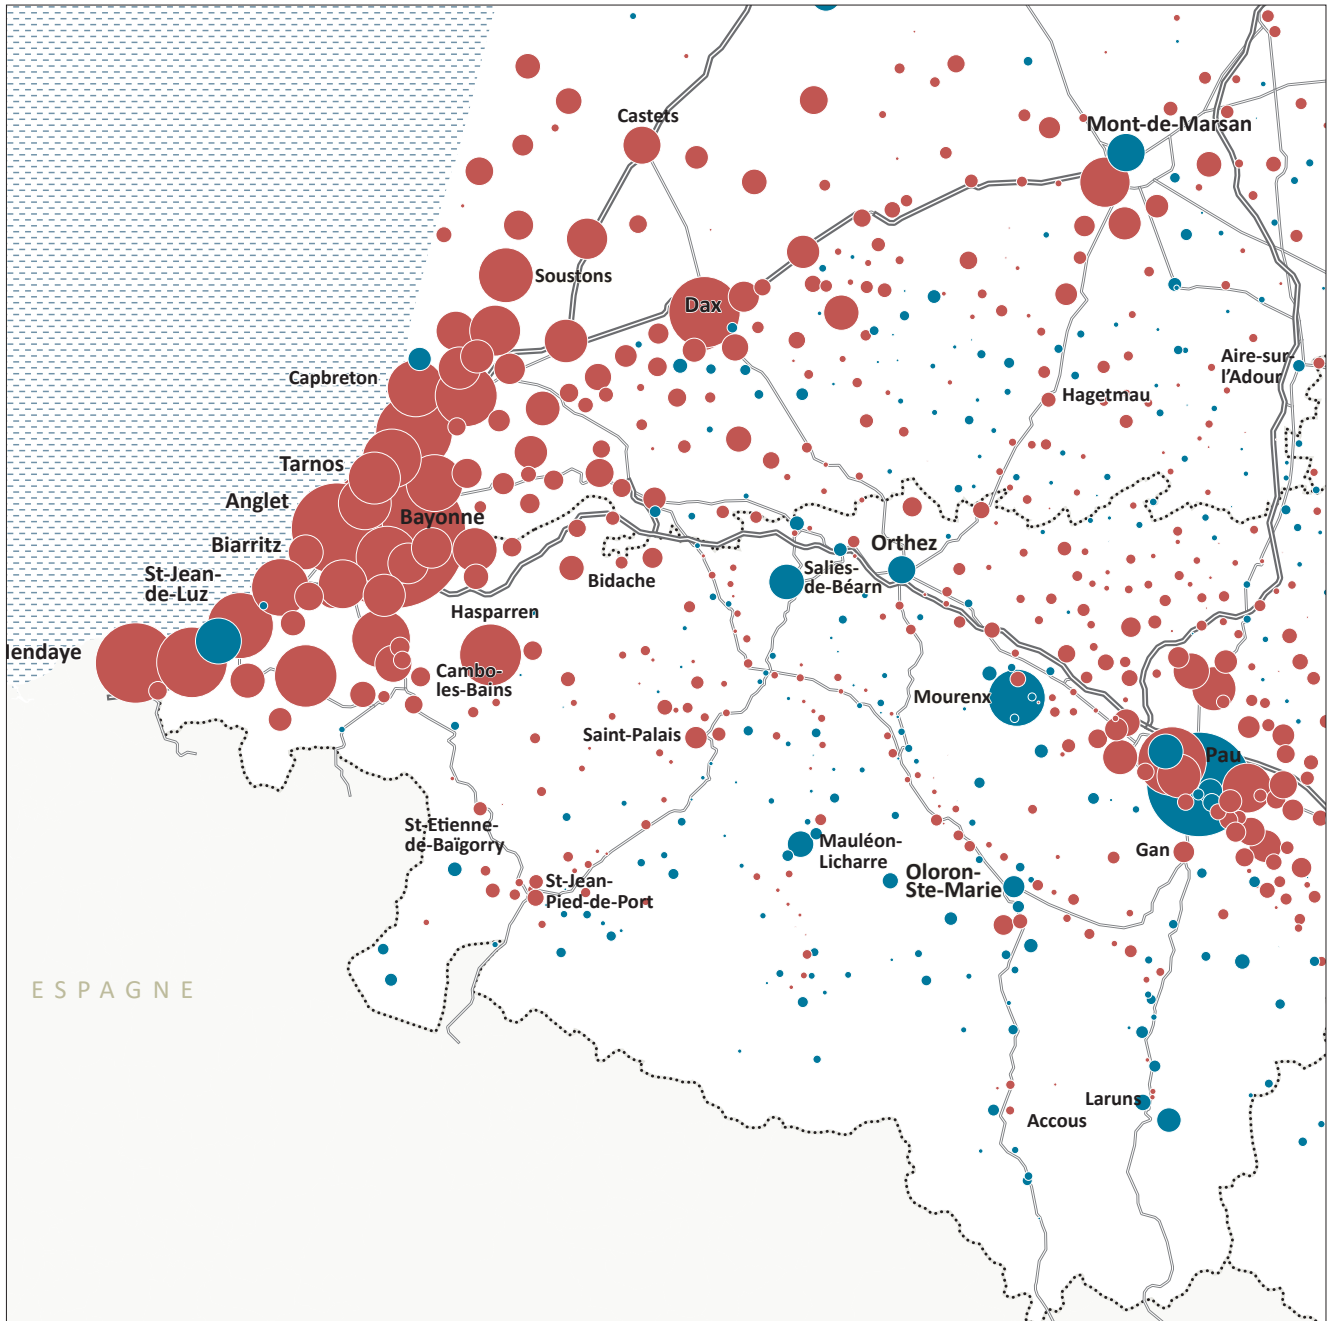 Castets
Mont-de-Marsan
Soustons
Dax
Capbreton
Aire-sur-
l'Adour
Hagetmau
Tarnos
Anglet
Bayonne
Biarritz
Orthez
St-Jean-
de-Luz
Bidache
Salies-
de-Béarn
Hasparren
lendaye
Cambo-
les-Bains
Mourenx
Saint-Palais
Pau
St-Etienne-
de-Baïgorry
Mauléon-
Licharre
Gan
Oloron-
Ste-Marie
St-Jean-
Pied-de-Port
ESPAGNE
Laruns
Accous